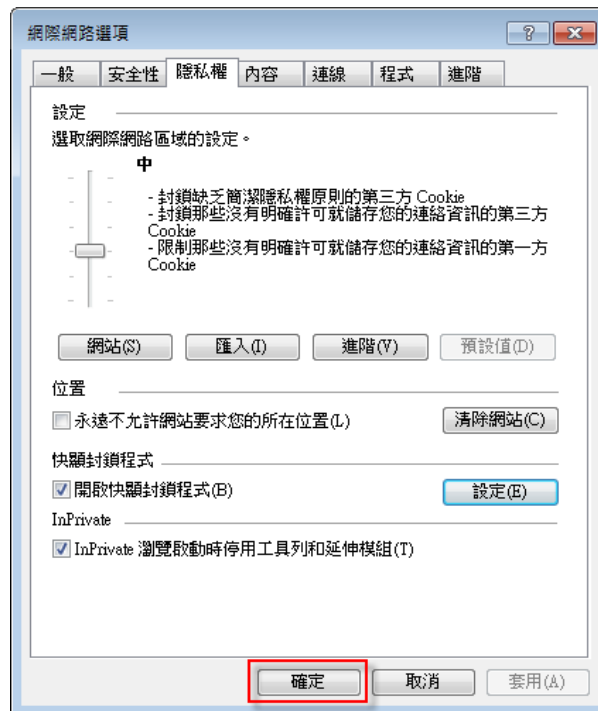 網際網路選項
一般 安全性 隱私權 內容 連線 程式 進階
設定
選取網際網路區域的設定。
中
- 封鎖缺乏簡潔隱私權原則的第三方 Cookie
- 封鎖那些沒有明確許可就儲存您的連絡資訊的第三方
Cookie
- 限制那些沒有明確許可就儲存您的連絡資訊的第一方
Cookie
網站(S) 匯入(I) 進階(V) 預設值(D)
位置
永遠不允許網站要求您的所在位置(L) 清除網站(C)
快顯封鎖程式
開啟快顯封鎖程式(B) 設定(E)
InPrivate
InPrivate 瀏覽啟動時停用工具列和延伸模組(T)
確定 取消 套用(A)